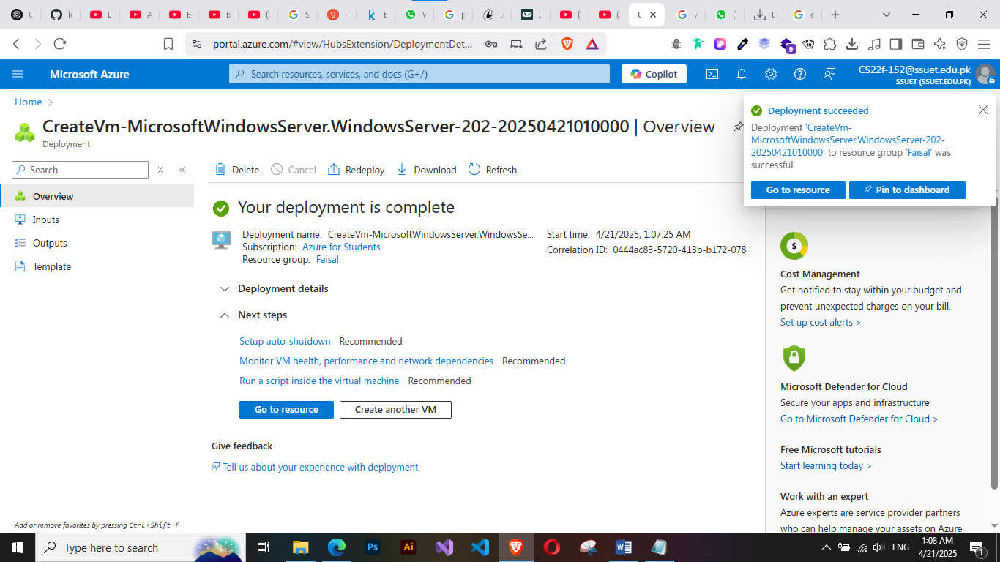 C
le
L
A
B
B
(2
S
F
E
V
p
I
I
(
(
C
7
(
D
c
portal.azure.com/#view/HubsExtension/DeploymentDet...
9
Microsoft Azure
Search resources, services, and docs (G+/)
Copilot
CS22f-152@ssuet.edu.pk
SSUET (SSUET.EDU.PK)
Home
CreateVm-MicrosoftWindowsServer.WindowsServer-202-20250421010000 | Overview
Deployment
Deployment succeeded
Deployment 'CreateVm-
MicrosoftWindowsServer.WindowsServer-202-
20250421010000' to resource group 'Faisal' was
successful.
Go to resource
Pin to dashboard
Search
Overview
Inputs
Outputs
Template
Delete
Cancel
Redeploy
Download
Refresh
Your deployment is complete
Deployment name: CreateVm-MicrosoftWindowsServer.WindowsSe...
Subscription: Azure for Students
Resource group: Faisal
Start time: 4/21/2025, 1:07:25 AM
Correlation ID: 0444ac83-5720-413b-b172-078
Deployment details
Next steps
Setup auto-shutdown Recommended
Monitor VM health, performance and network dependencies Recommended
Run a script inside the virtual machine Recommended
Go to resource
Create another VM
Give feedback
Tell us about your experience with deployment
$
Cost Management
Get notified to stay within your budget and
prevent unexpected charges on your bill.
Set up cost alerts >
Microsoft Defender for Cloud
Secure your apps and infrastructure
Go to Microsoft Defender for Cloud >
Free Microsoft tutorials
Start learning today >
Work with an expert
Azure experts are service provider partners
who can help manage your assets on Azure
Add or remove favorites by pressing Ctrl+Shift+F
Type here to search
Ps
Ai
ENG
1:08 AM
4/21/2025
1